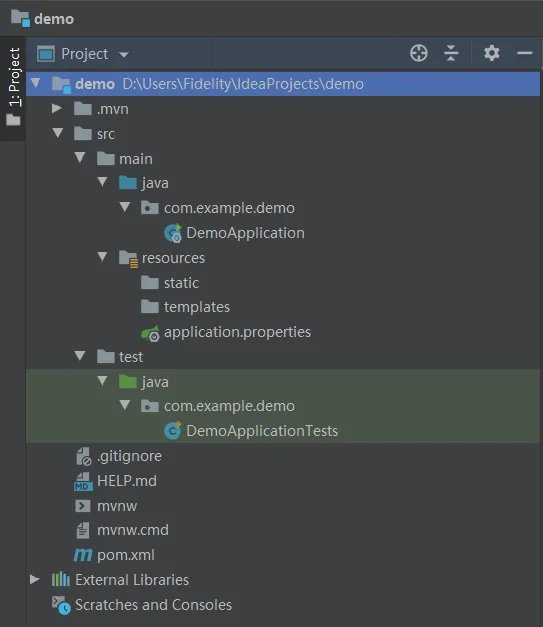 demo
Project
1: Project
demo D:\Users\Fidelity\IdeaProjects\demo
.mvn
src
main
java
com.example.demo
DemoApplication
resources
static
templates
application.properties
test
java
com.example.demo
DemoApplicationTests
.gitignore
MD HELP.md
mvnw
mvnw.cmd
m pom.xml
External Libraries
Scratches and Consoles